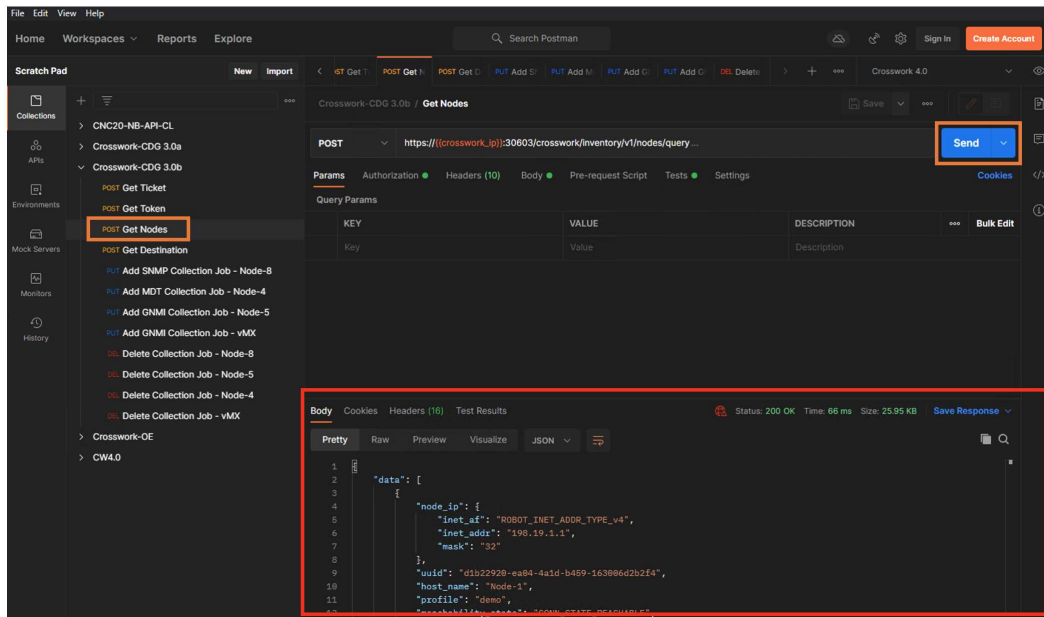 File Edit View Help
Home Workspaces Reports Explore Search Postman Sign In Create Account
Scratch Pad New Import
GET Get T POST Get N POST Get D PUT Add S PUT Add M PUT Add G PUT Add G DEL Delete Crosswork 4.0
Collections
APIs
Environments
Mock Servers
Monitors
History
CNC20-NB-API-CL
Crosswork-CDG 3.0a
Crosswork-CDG 3.0b
POST Get Ticket
POST Get Token
POST Get Nodes
POST Get Destination
PUT Add SNMP Collection Job - Node-8
PUT Add MDT Collection Job - Node-4
PUT Add GNMI Collection Job - Node-5
PUT Add GNMI Collection Job - vMX
DEL Delete Collection Job - Node-8
DEL Delete Collection Job - Node-5
DEL Delete Collection Job - Node-4
DEL Delete Collection Job - vMX
Crosswork-OE
CW4.0
Crosswork-CDG 3.0b / Get Nodes Save
POST https://{{crosswork_ip}}:30603/crosswork/inventory/v1/nodes/query... Send
Params Authorization Headers (10) Body Pre-request Script Tests Settings Cookies
Query Params
KEY VALUE DESCRIPTION Bulk Edit
Key Value Description
Body Cookies Headers (16) Test Results Status: 200 OK Time: 66 ms Size: 25.95 KB Save Response
Pretty Raw Preview Visualize JSON
1 {
2 "data": [
3 {
4 "node_ip": {
5 "inet_af": "ROBOT_INET_ADDR_TYPE_v4",
6 "inet_addr": "198.19.1.1",
7 "mask": "32"
8 },
9 "uuid": "d1b22920-ea04-4a1d-b459-163006d2b2f4",
10 "host_name": "Node-1",
11 "profile": "demo",